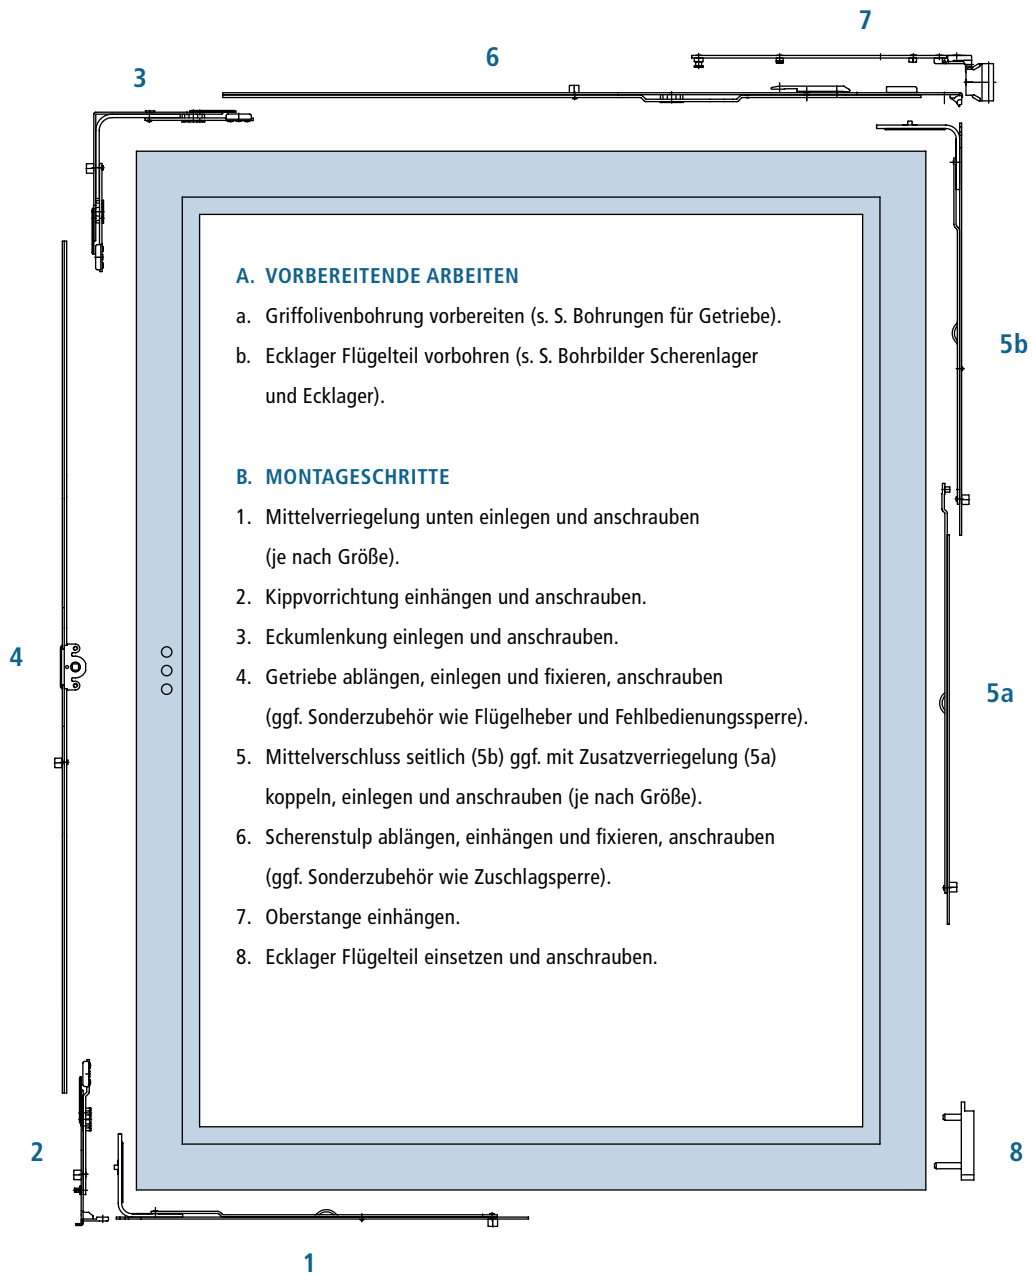 7
6
3
A. VORBEREITENDE ARBEITEN
a. Griffolivenbohrung vorbereiten (s. S. Bohrungen für Getriebe).
b. Ecklager Flügelteil vorbohren (s. S. Bohrbilder Scherenlager
und Ecklager).
5b
B. MONTAGESCHRITTE
1. Mittelverriegelung unten einlegen und anschrauben
(je nach Größe).
2. Kippvorrichtung einhängen und anschrauben.
3. Eckumlenkung einlegen und anschrauben.
4
4. Getriebe ablängen, einlegen und fixieren, anschrauben
(ggf. Sonderzubehör wie Flügelheber und Fehlbedienungssperre).
5a
5. Mittelverschluss seitlich (5b) ggf. mit Zusatzverriegelung (5a)
koppeln, einlegen und anschrauben (je nach Größe).
6. Scherenstulp ablängen, einhängen und fixieren, anschrauben
(ggf. Sonderzubehör wie Zuschlagsperre).
7. Oberstange einhängen.
8. Ecklager Flügelteil einsetzen und anschrauben.
2
8
1